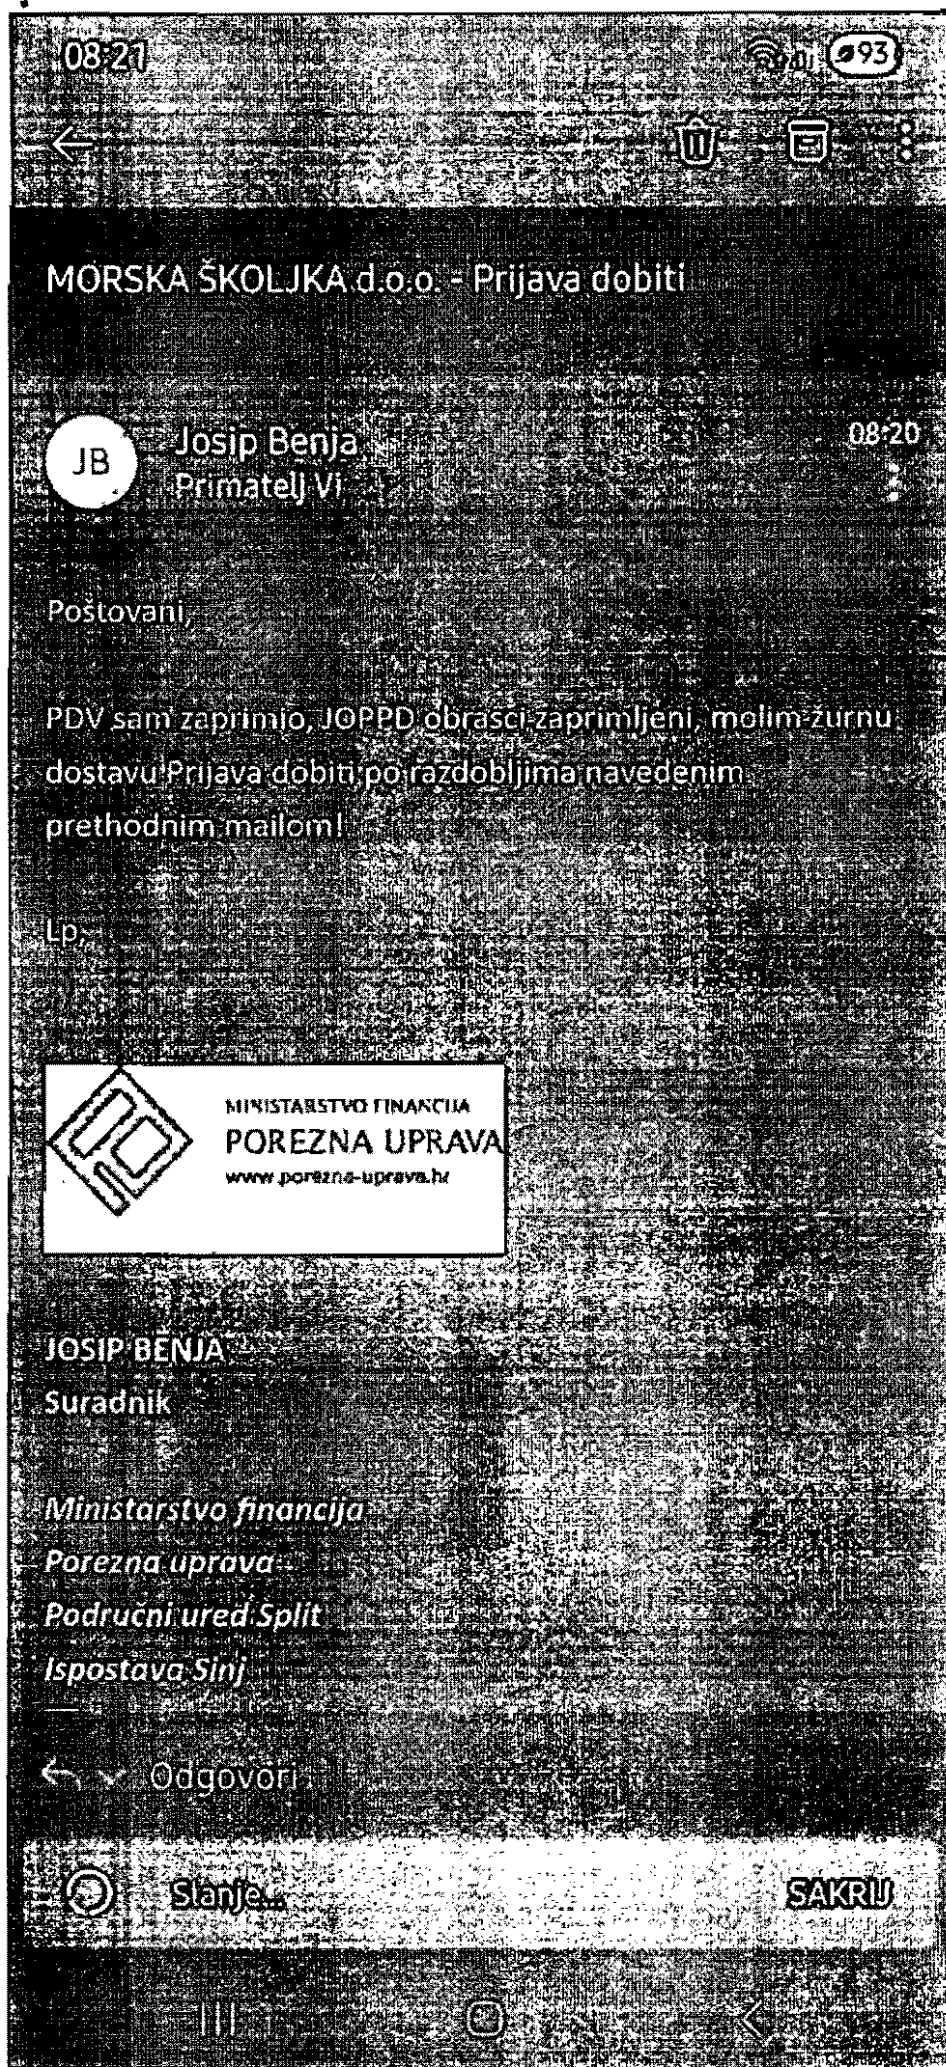 08:21
93
MORSKA ŠKOLJKA d.o.o. - Prijava dobiti
JB
Josip Benja
08:20
Primatelj Vi
Poštovani,
PDV sam zaprimio, JOPPD obrasci zaprimljeni, molim žurnu
dostavu Prijava dobiti po razdobljima navedenim
prethodnim mailom!
Lp,
MINISTARSTVO FINANCIJA
POREZNA UPRAVA
www.porezna-uprava.hr
JOSIP BENJA
Suradnik
Ministarstvo financija
Porezna uprava
Područni ured Split
Ispostava Sinj
Odgovori
Slanje...
SAKRIJ